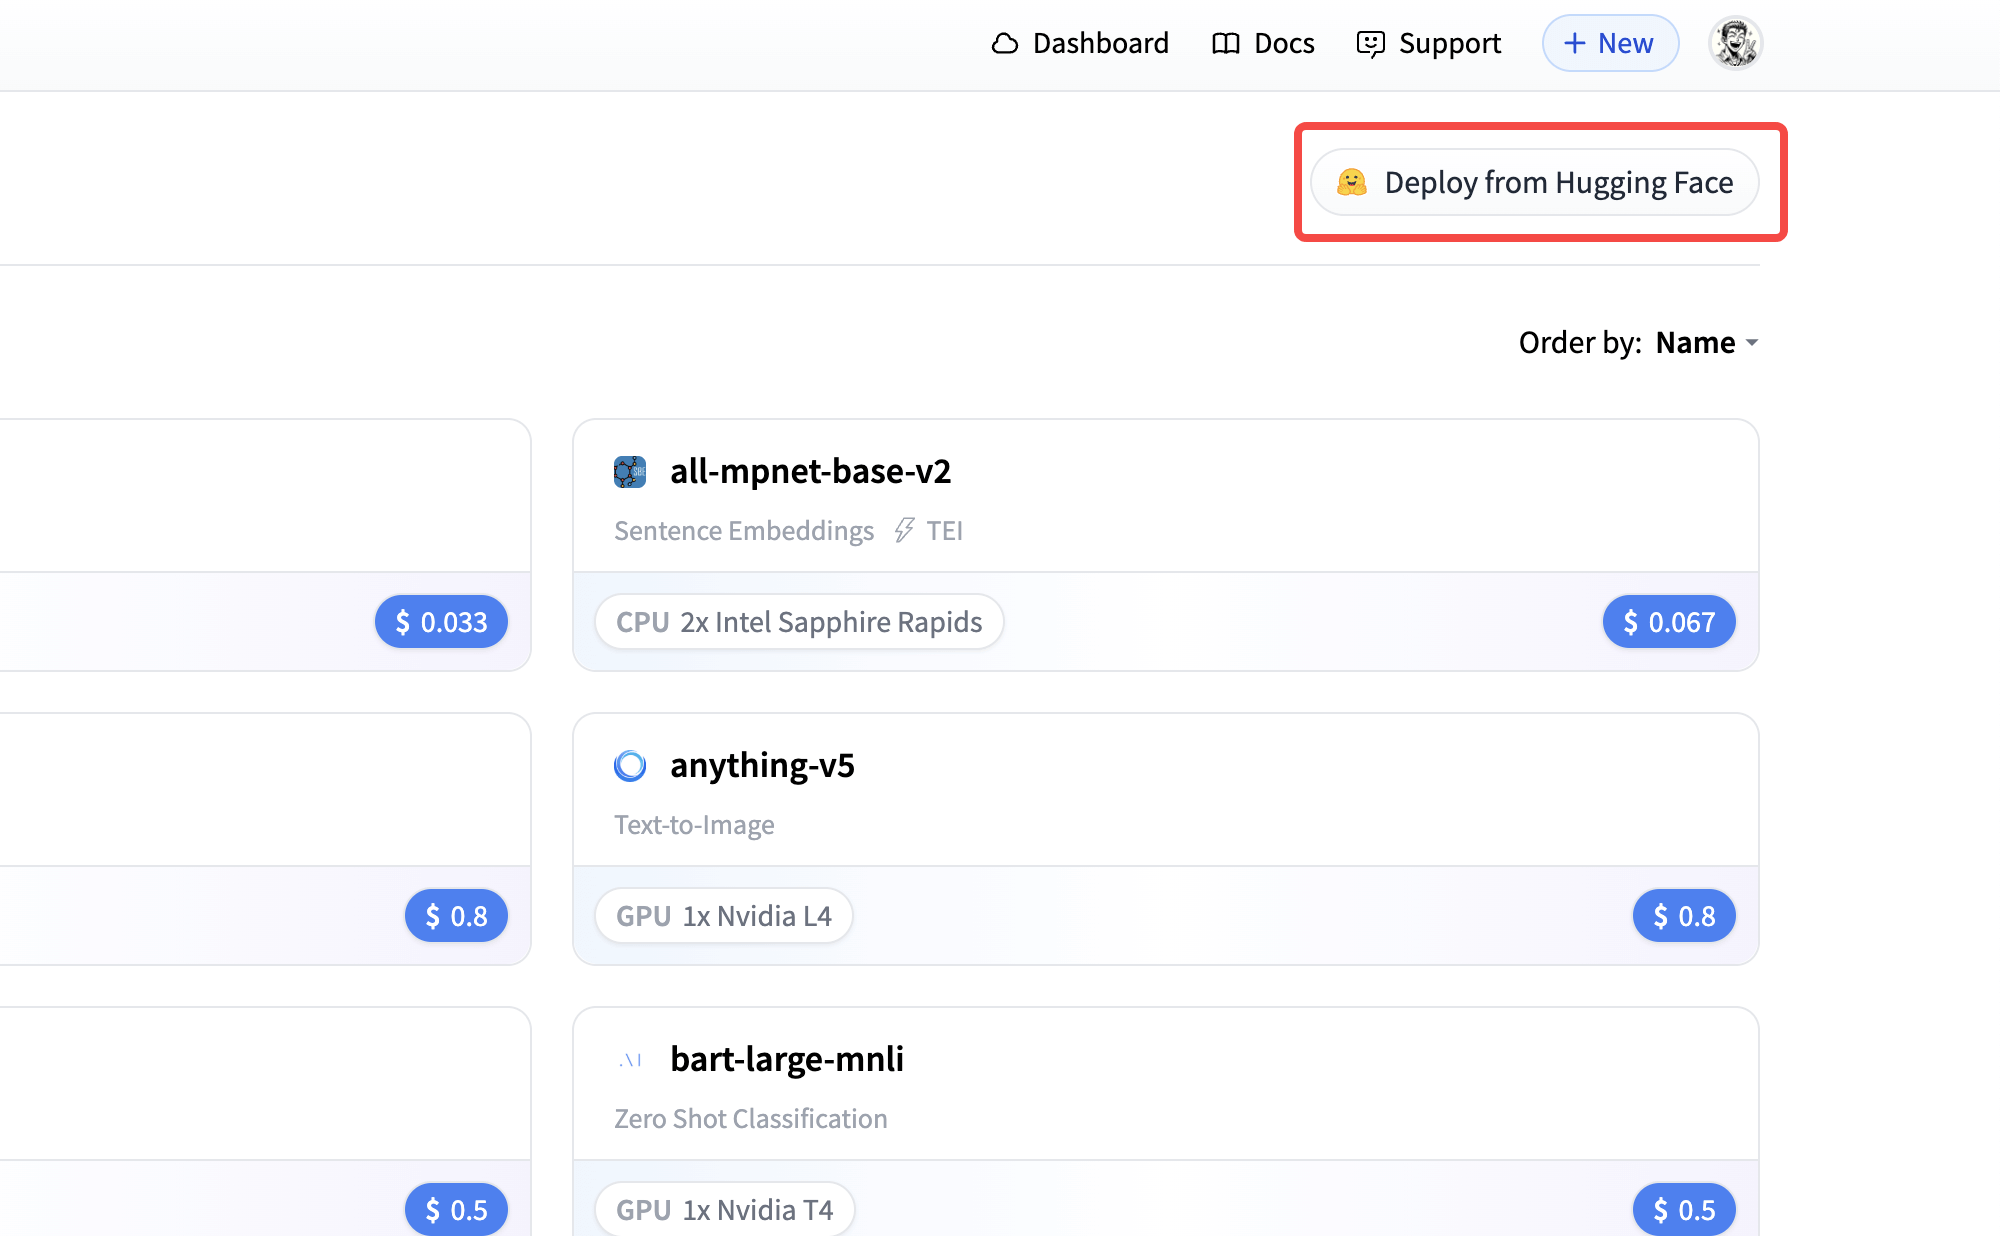 Dashboard Docs Support + New
Deploy from Hugging Face
Order by: Name
all-mpnet-base-v2
Sentence Embeddings TEI
$ 0.033
CPU 2x Intel Sapphire Rapids $ 0.067
anything-v5
Text-to-Image
$ 0.8
GPU 1x Nvidia L4 $ 0.8
bart-large-mnli
Zero Shot Classification
$ 0.5
GPU 1x Nvidia T4 $ 0.5